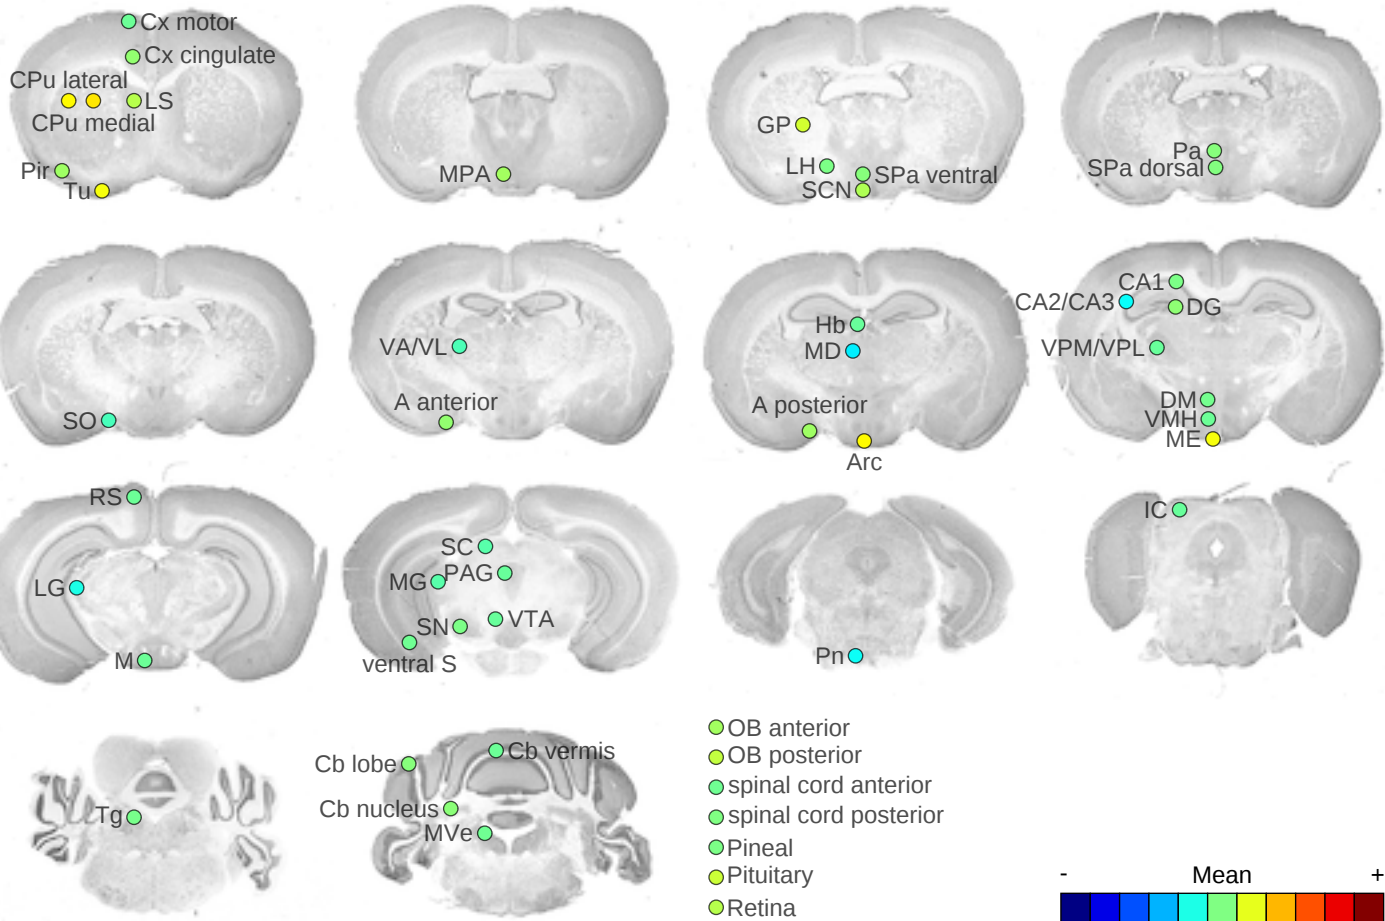 Cx motor
Cx cingulate
CPu lateral
LS
CPu medial
Pir
Tu
MPA
GP
LH
SPa ventral
SCN
Pa
SPa dorsal
SO
VA/VL
A anterior
Hb
MD
A posterior
Arc
CA1
CA2/CA3
DG
VPM/VPL
DM
VMH
ME
RS
LG
M
SC
MG
PAG
SN
VTA
ventral S
Pn
IC
Tg
Cb lobe
Cb vermis
Cb nucleus
MVe
OB anterior
OB posterior
spinal cord anterior
spinal cord posterior
Pineal
Pituitary
Retina
- Mean +